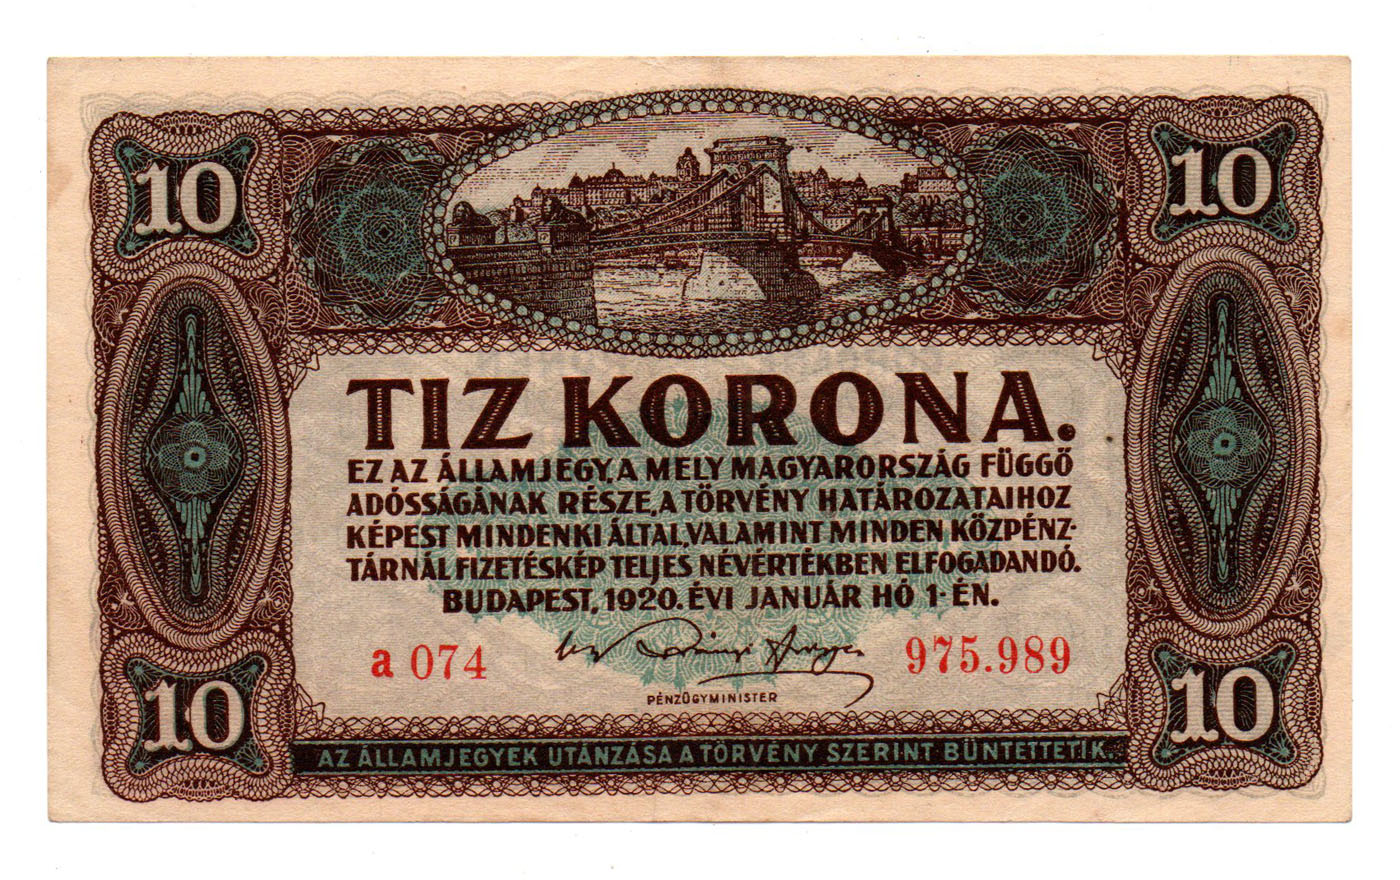 10 10
TIZ KORONA.
EZ AZ ÁLLAMJEGY, A MELY MAGYARORSZÁG FÜGGŐ
ADÓSSÁGÁNAK RÉSZE, A TÖRVÉNY HATÁROZATAIHOZ
KÉPEST MINDENKI ÁLTAL, VALAMINT MINDEN KÖZPÉNZ-
TÁRNÁL FIZETÉSKÉP TELJES NÉVÉRTÉKBEN ELFOGADANDÓ.
BUDAPEST, 1920. ÉVI JANUÁR HÓ 1-ÉN.
a 074 975.989
PÉNZÜGYMINISTER
10 10
AZ ÁLLAMJEGYEK UTÁNZÁSA A TÖRVÉNY SZERINT BÜNTETTETIK.